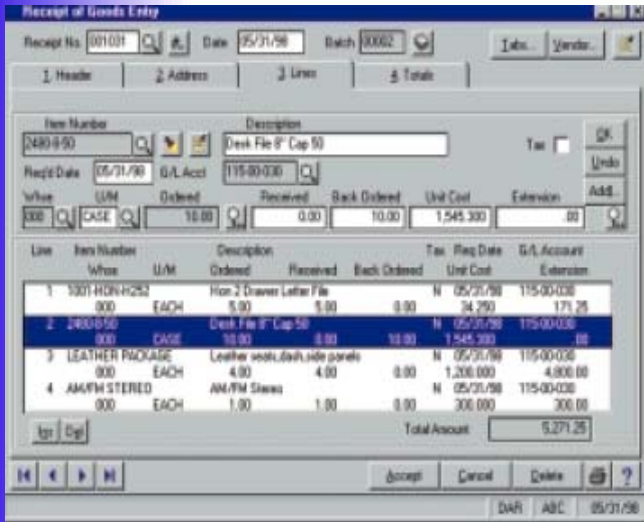 Receipt of Goods Entry
Receipt No. 001031 Date 05/31/98 Batch 00002 Tabs... Vendor...
1. Header 2. Address 3. Lines 4. Totals
Item Number Description
2480-8-50 Desk File 8" Cap 50 Tax OK
Req'd Date 05/31/98 G/L Acct 115-00-030 Undo
Whse U/M Ordered Received Back Ordered Unit Cost Extension Addl..
000 CASE 10.00 0.00 10.00 1,545.300 .00
Line Item Number Description Tax Req Date G/L Account
Whse U/M Ordered Received Back Ordered Unit Cost Extension
1 1001-HON-H252 Hon 2 Drawer Letter File N 05/31/98 115-00-030
000 EACH 5.00 5.00 0.00 34.250 171.25
2 2480-8-50 Desk File 8" Cap 50 N 05/31/98 115-00-030
000 CASE 10.00 0.00 10.00 1,545.300 .00
3 LEATHER PACKAGE Leather seats,dash,side panels N 05/31/98 115-00-030
000 EACH 4.00 4.00 0.00 1,200.000 4,800.00
4 AM/FM STEREO AM/FM Stereo N 05/31/98 115-00-030
000 EACH 1.00 1.00 0.00 300.000 300.00
Ins Del Total Amount 5,271.25
Accept Cancel Delete ?
DAR ABC 05/31/98